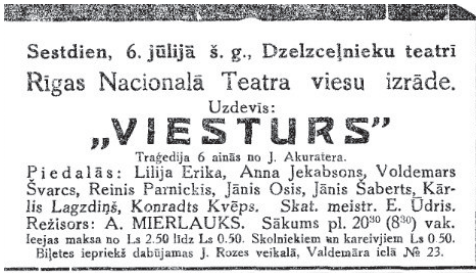 Sestdien, 6. jūlijā š. g., Dzelzceļnieku teatrī
Rīgas Nacionalā Teatra viesu izrāde.
Uzdevīs:
„VIESTURS”
Traģedija 6 ainās no J. Akuratera.
Piedalās: Lilija Erika, Anna Jekabsons, Voldemars
Švarcs, Reinis Parnickis, Jānis Osis, Jānis Šaberts, Kār-
lis Lagzdiņš, Konradts Kvēps. Skat. meistr. E. Ūdris.
Režisors: A. MIERLAUKS. Sākums pl. 20³⁰ (8³⁰) vak.
Ieejas maksa no Ls 2.50 līdz Ls 0.50. Skolniekiem un kareivjiem Ls 0.50.
Biļetes iepriekš dabūjamas J. Rozes veikalā, Valdemāra ielā № 23.